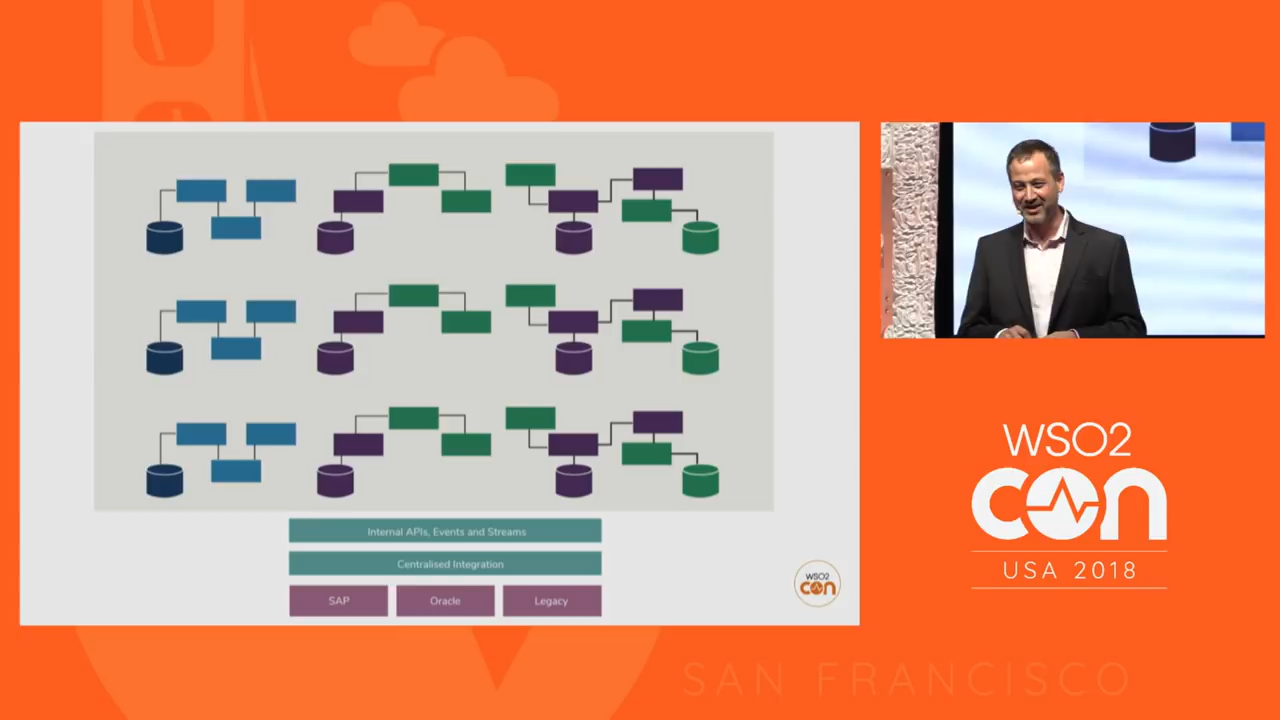 Internal APIs, Events and Streams
Centralised Integration
SAP
Oracle
Legacy
WSO2
con
WSO2
con
USA 2018
SAN FRANCISCO